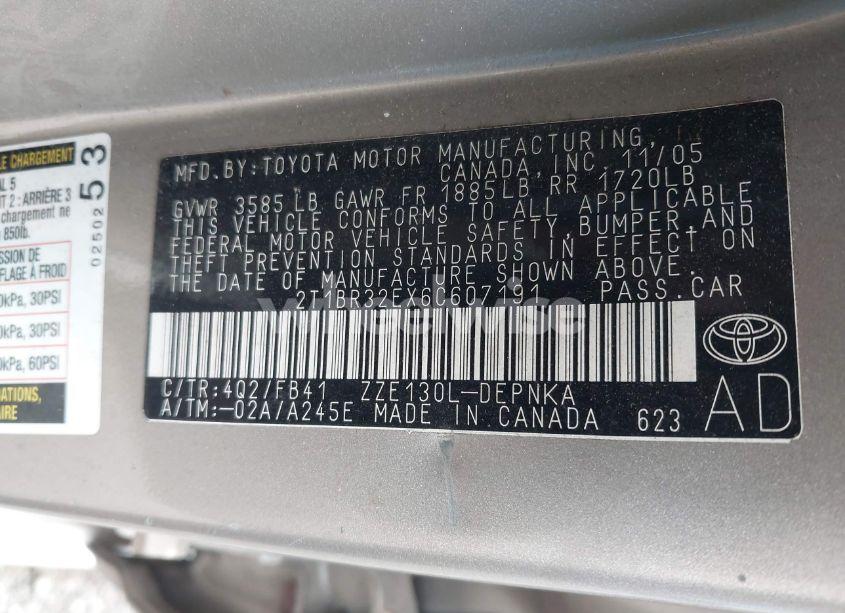 LE CHARGEMENT
AL 5
T 2 : ARRIÈRE 3
chargement ne
850lb.
02502 53
ESSION DE
FLAGE À FROID
0kPa, 30PSI
0kPa, 30PSI
0kPa, 60PSI
AIRE
MFD.BY:TOYOTA MOTOR MANUFACTURING,
CANADA, INC. 11/05
GVWR 3585LB GAWR FR 1885LB RR 1720LB
THIS VEHICLE CONFORMS TO ALL APPLICABLE
FEDERAL MOTOR VEHICLE SAFETY,BUMPER,AND
THEFT PREVENTION STANDARDS IN EFFECT ON
THE DATE OF MANUFACTURE SHOWN ABOVE.
2T1BR32EX6C607191 PASS.CAR
wheelwise
C/TR:4Q2/FB41 ZZE130L-DEPNKA
A/TM:-02A/A245E MADE IN CANADA 623
AD